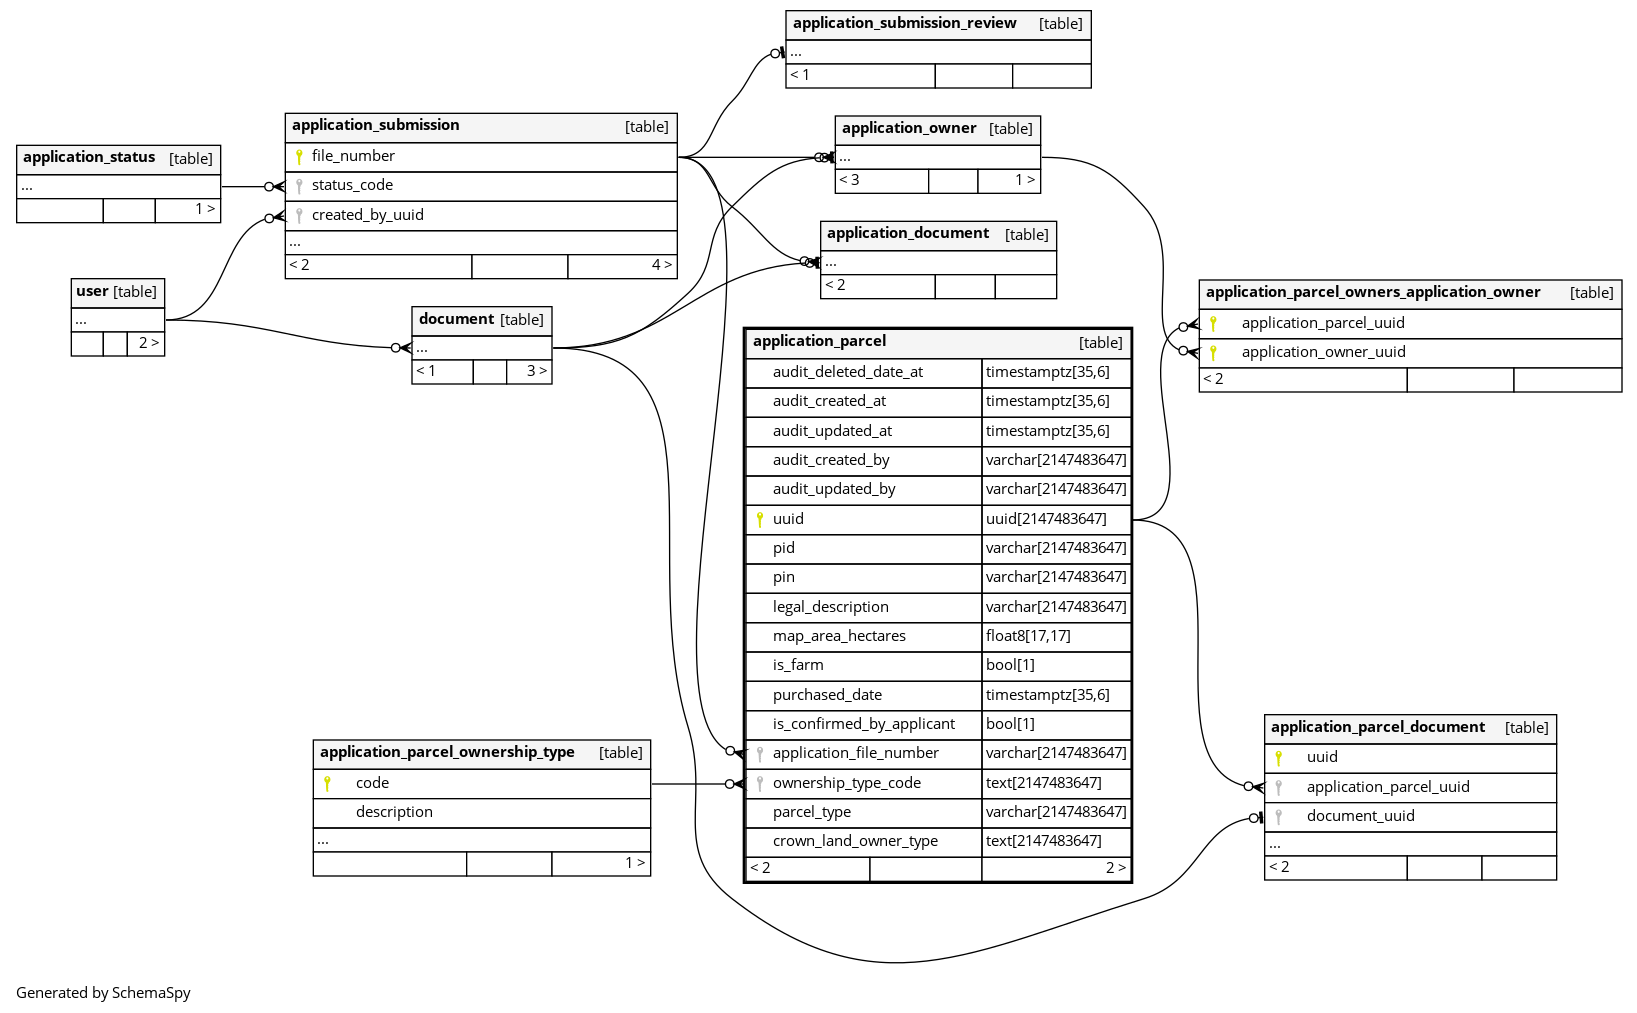 application_submission_review [table]
...
< 1
application_submission [table]
file_number
status_code
created_by_uuid
...
< 2 4 >
application_owner [table]
...
< 3 1 >
application_status [table]
...
1 >
application_document [table]
...
< 2
user [table]
...
2 >
document [table]
...
< 1 3 >
application_parcel_owners_application_owner [table]
application_parcel_uuid
application_owner_uuid
< 2
application_parcel [table]
audit_deleted_date_at timestamptz[35,6]
audit_created_at timestamptz[35,6]
audit_updated_at timestamptz[35,6]
audit_created_by varchar[2147483647]
audit_updated_by varchar[2147483647]
uuid uuid[2147483647]
pid varchar[2147483647]
pin varchar[2147483647]
legal_description varchar[2147483647]
map_area_hectares float8[17,17]
is_farm bool[1]
purchased_date timestamptz[35,6]
is_confirmed_by_applicant bool[1]
application_file_number varchar[2147483647]
ownership_type_code text[2147483647]
parcel_type varchar[2147483647]
crown_land_owner_type text[2147483647]
< 2 2 >
application_parcel_ownership_type [table]
code
description
...
1 >
application_parcel_document [table]
uuid
application_parcel_uuid
document_uuid
...
< 2
Generated by SchemaSpy